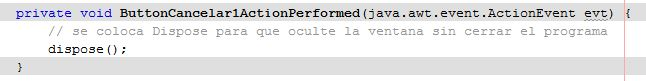 private void ButtonCancelar1ActionPerformed(java.awt.event.ActionEvent evt) {
// se coloca Dispose para que oculte la ventana sin cerrar el programa
dispose();
}